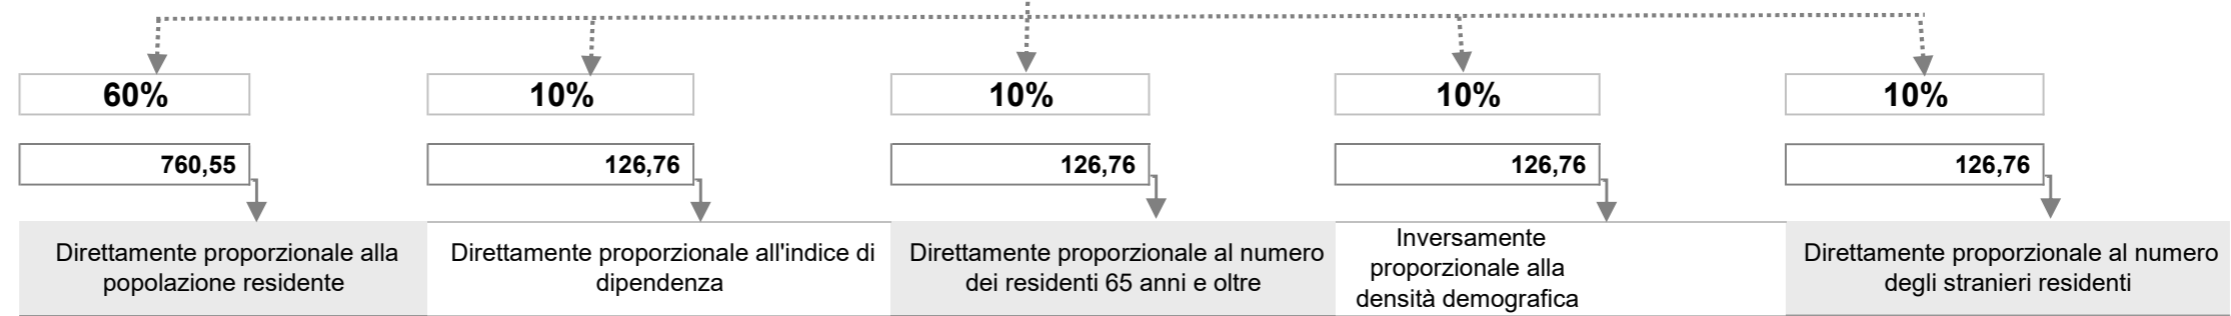 60%
10%
10%
10%
10%
760,55
126,76
126,76
126,76
126,76
Direttamente proporzionale alla
popolazione residente
Direttamente proporzionale all'indice di
dipendenza
Direttamente proporzionale al numero
dei residenti 65 anni e oltre
Inversamente
proporzionale alla
densità demografica
Direttamente proporzionale al numero
degli stranieri residenti